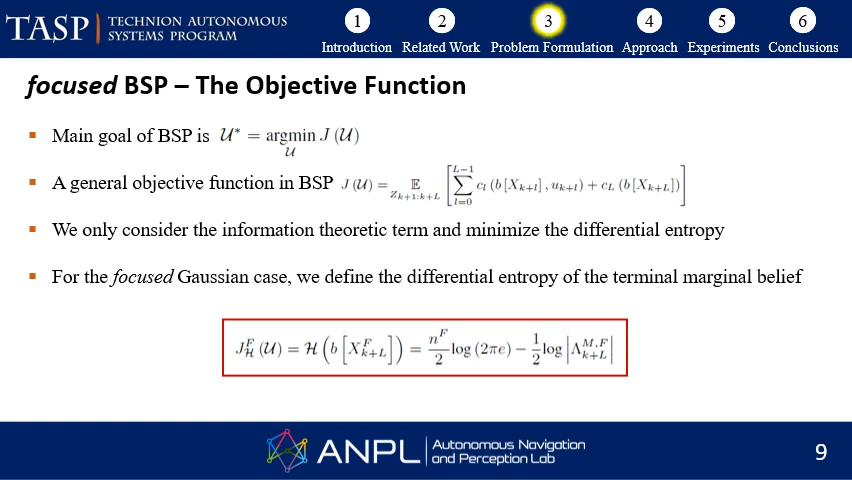 TASP | TECHNION AUTONOMOUS SYSTEMS PROGRAM
1 2 3 4 5 6
Introduction Related Work Problem Formulation Approach Experiments Conclusions
focused BSP – The Objective Function
▪ Main goal of BSP is 𝒰* = argmin_𝒰 J (𝒰)
▪ A general objective function in BSP J (𝒰) = 𝔼_{Z_{k+1:k+L}} [ ∑_{l=0}^{L−1} c_l (b [X_{k+l}] , u_{k+l}) + c_L (b [X_{k+L}]) ]
▪ We only consider the information theoretic term and minimize the differential entropy
▪ For the focused Gaussian case, we define the differential entropy of the terminal marginal belief
J_ℋ^F (𝒰) = ℋ (b [X_{k+L}^F]) = n^F/2 log (2πe) − 1/2 log |Λ_{k+L}^{M,F}|
ANPL | Autonomous Navigation and Perception Lab
9